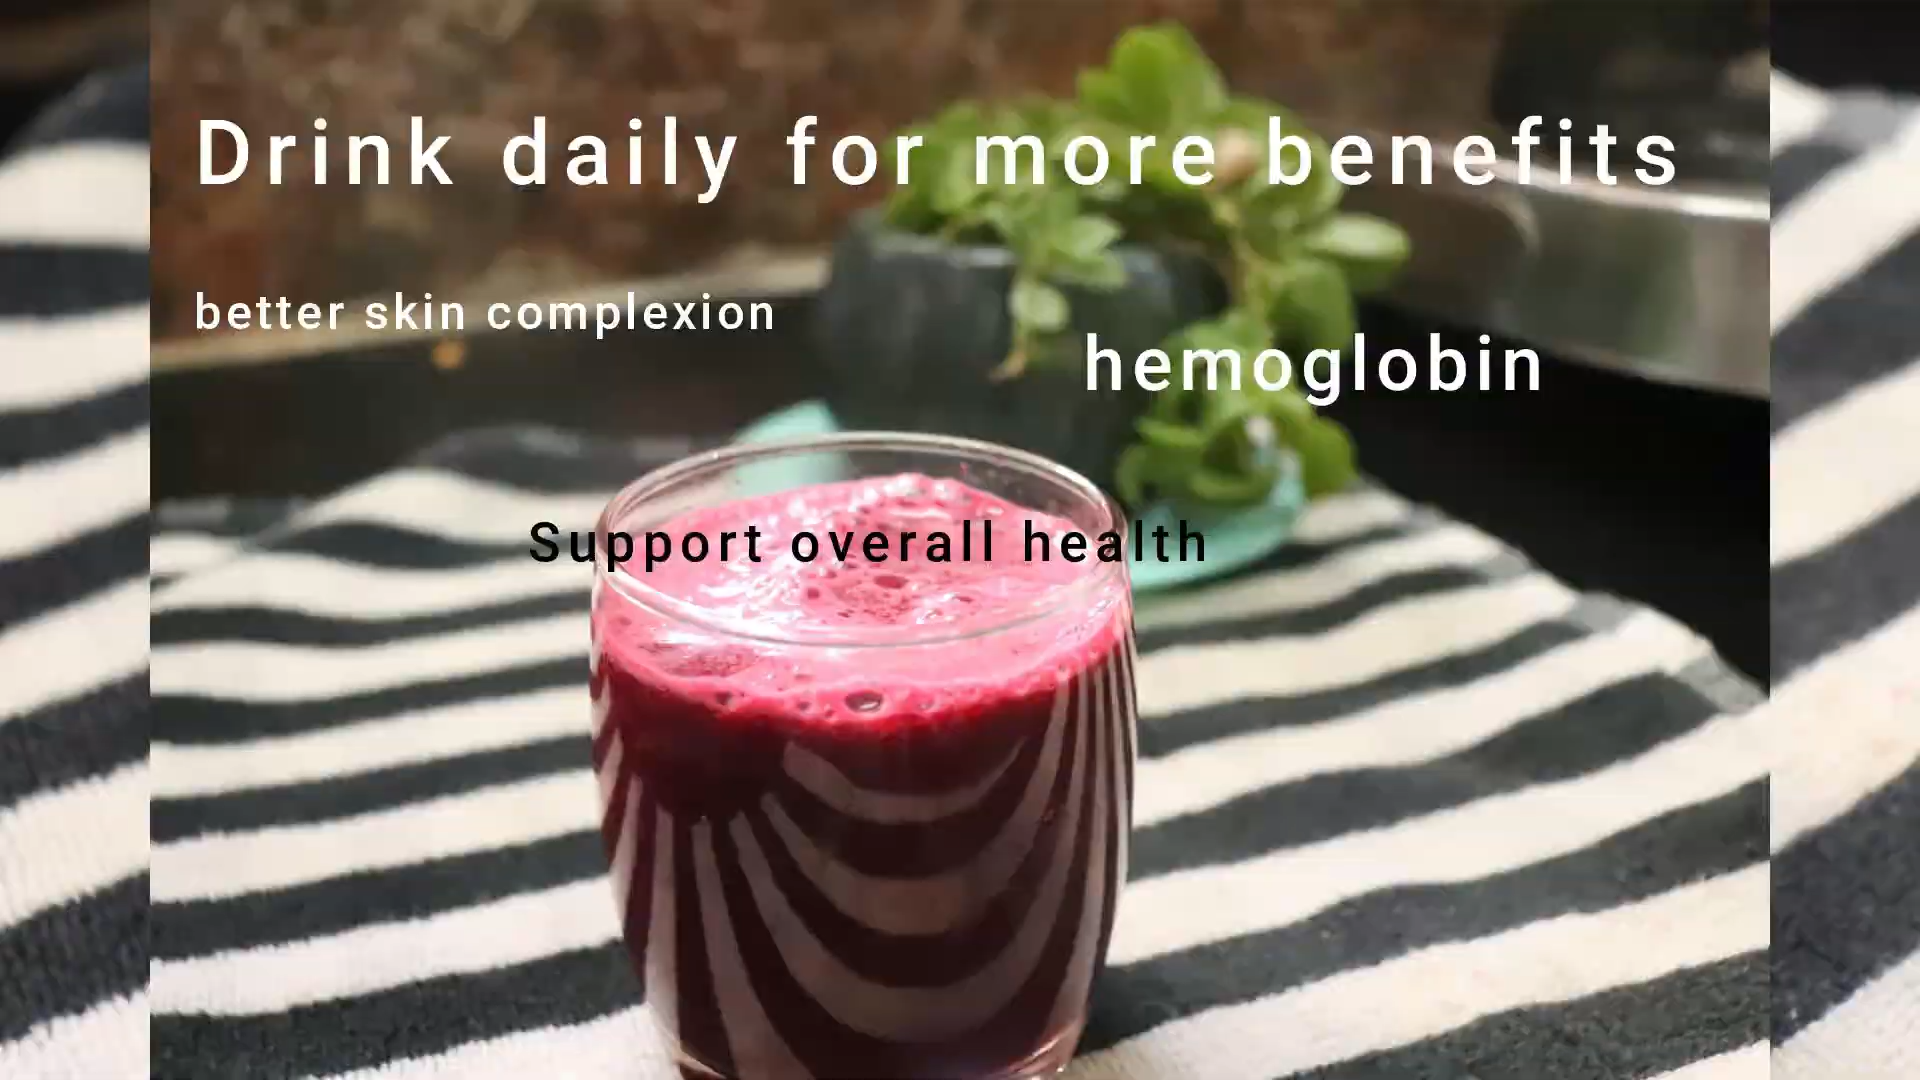 Drink daily for more benefits
better skin complexion
hemoglobin
Support overall health